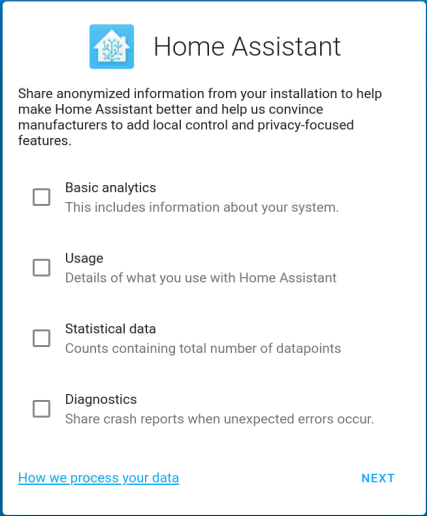 Home Assistant
Share anonymized information from your installation to help
make Home Assistant better and help us convince
manufacturers to add local control and privacy-focused
features.
Basic analytics
This includes information about your system.
Usage
Details of what you use with Home Assistant
Statistical data
Counts containing total number of datapoints
Diagnostics
Share crash reports when unexpected errors occur.
How we process your data
NEXT